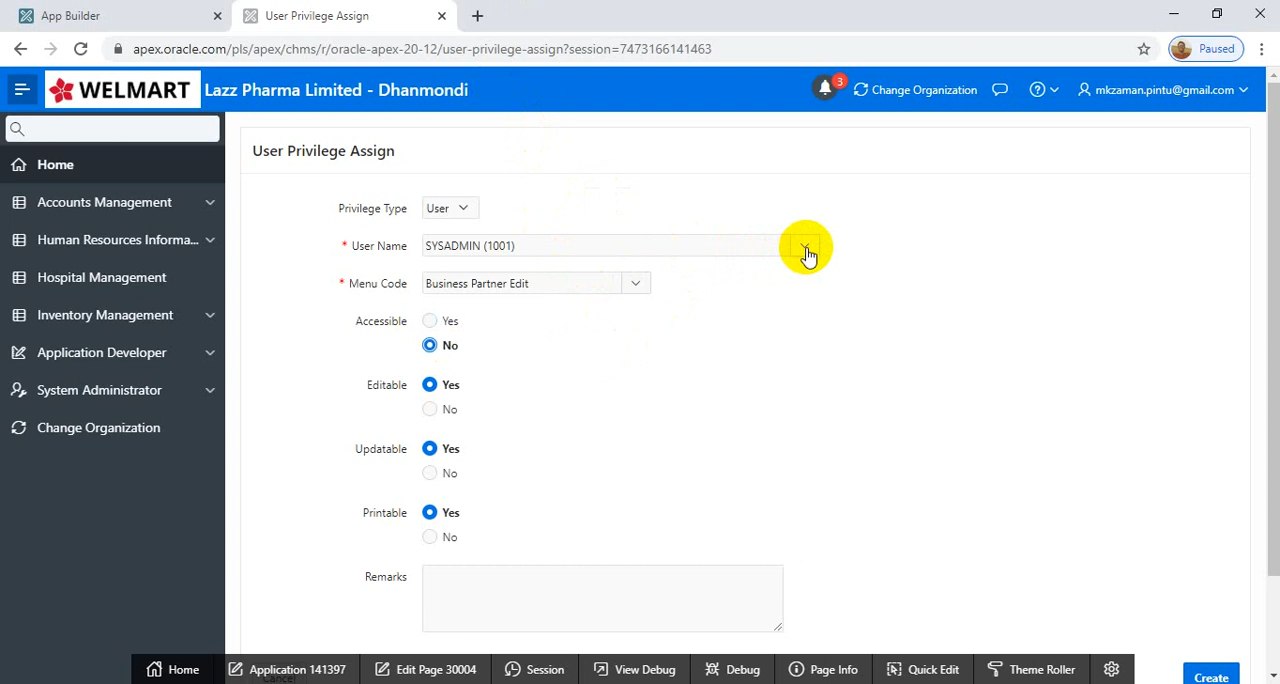 App Builder
User Privilege Assign
apex.oracle.com/pls/apex/chms/r/oracle-apex-20-12/user-privilege-assign?session=7473166141463
Paused
WELMART
Lazz Pharma Limited - Dhanmondi
3
Change Organization
mkzaman.pintu@gmail.com
Home
Accounts Management
Human Resources Informa...
Hospital Management
Inventory Management
Application Developer
System Administrator
Change Organization
User Privilege Assign
Privilege Type User
* User Name SYSADMIN (1001)
* Menu Code Business Partner Edit
Accessible Yes
No
Editable Yes
No
Updatable Yes
No
Printable Yes
No
Remarks
Cancel
Create
Home
Application 141397
Edit Page 30004
Session
View Debug
Debug
Page Info
Quick Edit
Theme Roller